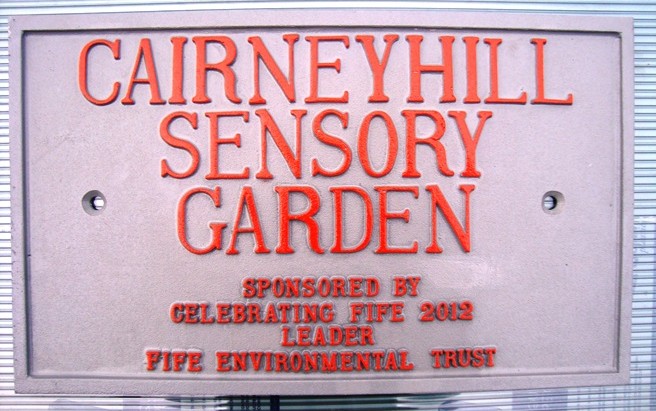 CAIRNEYHILL
SENSORY
GARDEN
SPONSORED BY
CELEBRATING FIFE 2012
LEADER
FIFE ENVIRONMENTAL TRUST